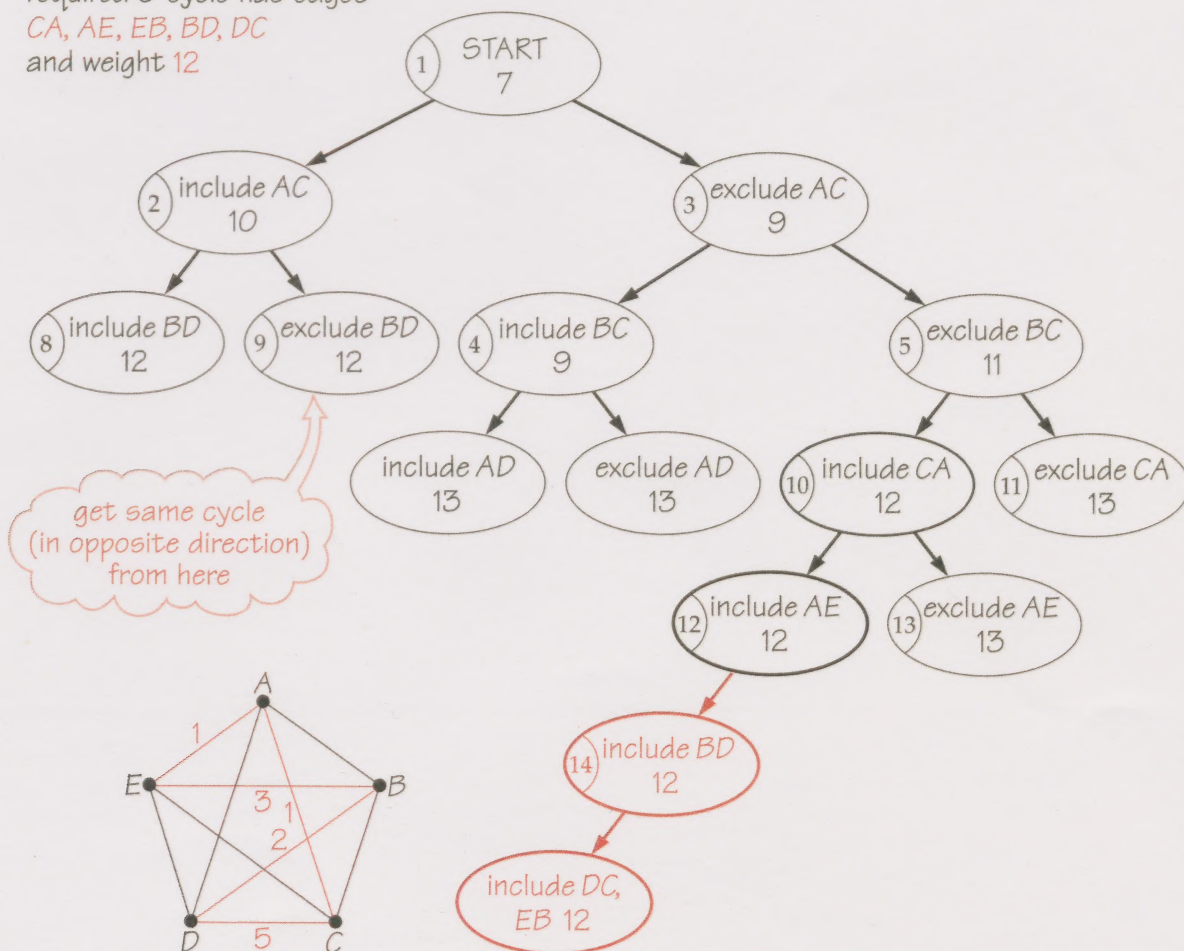 CA, AE, EB, BD, DC
and weight 12
1
START
7
2
include AC
10
3
exclude AC
9
8
include BD
12
9
exclude BD
12
4
include BC
9
5
exclude BC
11
include AD
13
exclude AD
13
10
include CA
12
11
exclude CA
13
get same cycle
(in opposite direction)
from here
12
include AE
12
13
exclude AE
13
14
include BD
12
include DC,
EB 12
A
1
E
B
3
1
2
D
5
C